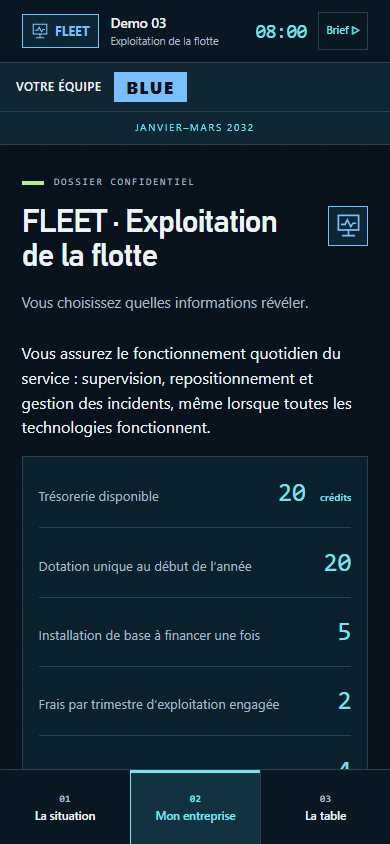 FLEET
Demo 03
Exploitation de la flotte
08:00
Brief
VOTRE ÉQUIPE
BLUE
JANVIER–MARS 2032
DOSSIER CONFIDENTIEL
FLEET · Exploitation
de la flotte
Vous choisissez quelles informations révéler.
Vous assurez le fonctionnement quotidien du
service : supervision, repositionnement et
gestion des incidents, même lorsque toutes les
technologies fonctionnent.
Trésorerie disponible 20 crédits
Dotation unique au début de l’année 20
Installation de base à financer une fois 5
Frais par trimestre d’exploitation engagée 2
01
La situation
02
Mon entreprise
03
La table